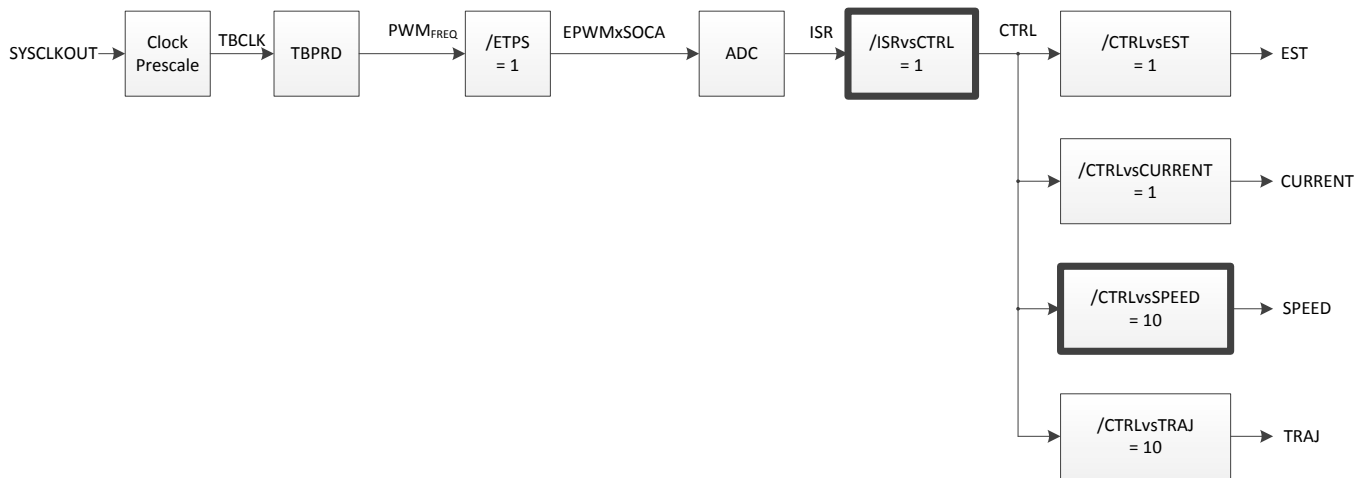 SYSCLKOUT
Clock
Prescale
TBCLK
TBPRD
PWMFREQ
/ETPS
= 1
EPWMxSOCA
ADC
ISR
/ISRvsCTRL
= 1
CTRL
/CTRLvsEST
= 1
EST
/CTRLvsCURRENT
= 1
CURRENT
/CTRLvsSPEED
= 10
SPEED
/CTRLvsTRAJ
= 10
TRAJ